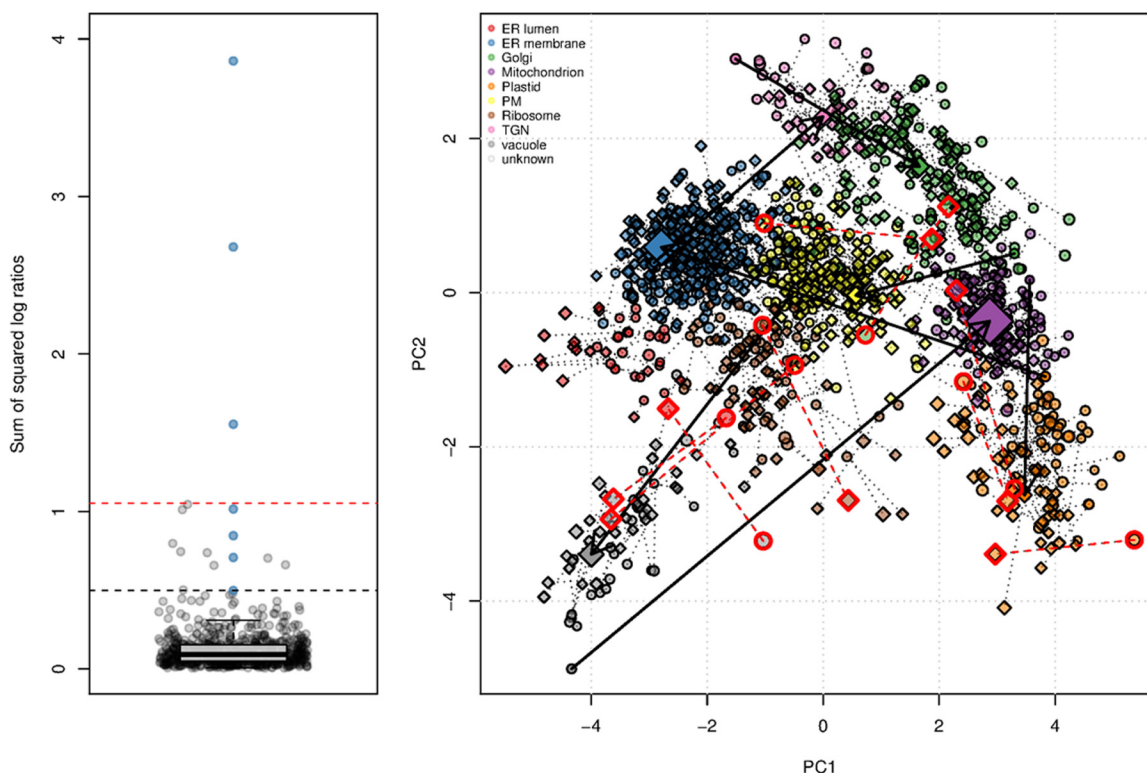 Sum of squared log ratios
4
3
2
1
0
PC2
2
0
−2
−4
ER lumen
ER membrane
Golgi
Mitochondrion
Plastid
PM
Ribosome
TGN
vacuole
unknown
−4 −2 0 2 4
PC1